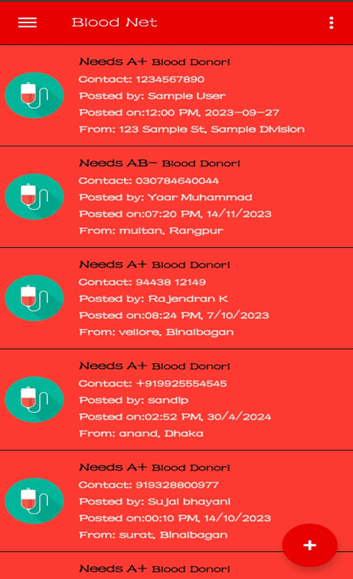 Blood Net
Needs A+ Blood Donor!
Contact: 1234567890
Posted by: Sample User
Posted on:12:00 PM, 2023-09-27
From: 123 Sample St, Sample Division
Needs AB- Blood Donor!
Contact: 030784640044
Posted by: Yaar Muhammad
Posted on:07:20 PM, 14/11/2023
From: multan, Rangpur
Needs A+ Blood Donor!
Contact: 94438 12149
Posted by: Rajendran K
Posted on:08:24 PM, 7/10/2023
From: vellore, Binaibagan
Needs A+ Blood Donor!
Contact: +919925554545
Posted by: sandip
Posted on:02:52 PM, 30/4/2024
From: anand, Dhaka
Needs A+ Blood Donor!
Contact: 919328800977
Posted by: Sujal bhayani
Posted on:00:10 PM, 14/10/2023
From: surat, Binaibagan
Needs A+ Blood Donor!